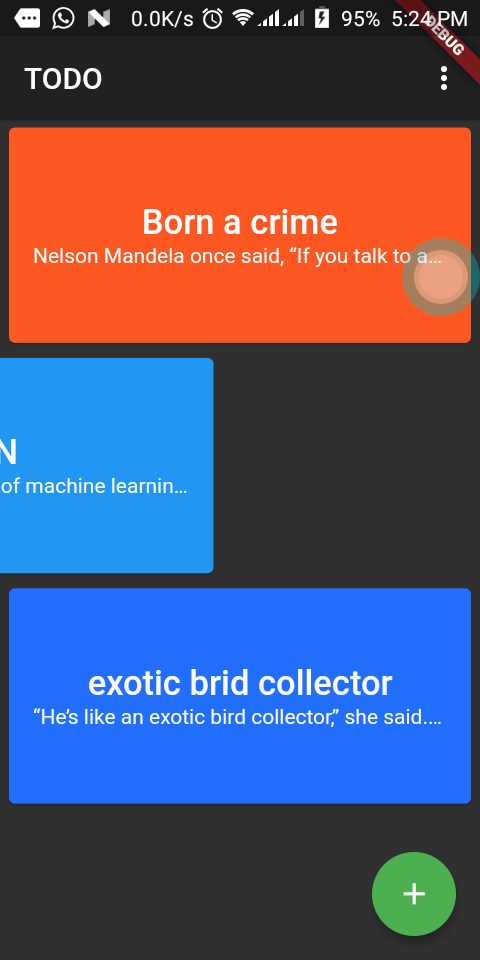 0.0K/s 95% 5:24 PM
DEBUG
TODO
Born a crime
Nelson Mandela once said, “If you talk to a…
N
of machine learnin…
exotic brid collector
“He’s like an exotic bird collector,” she said.…
+